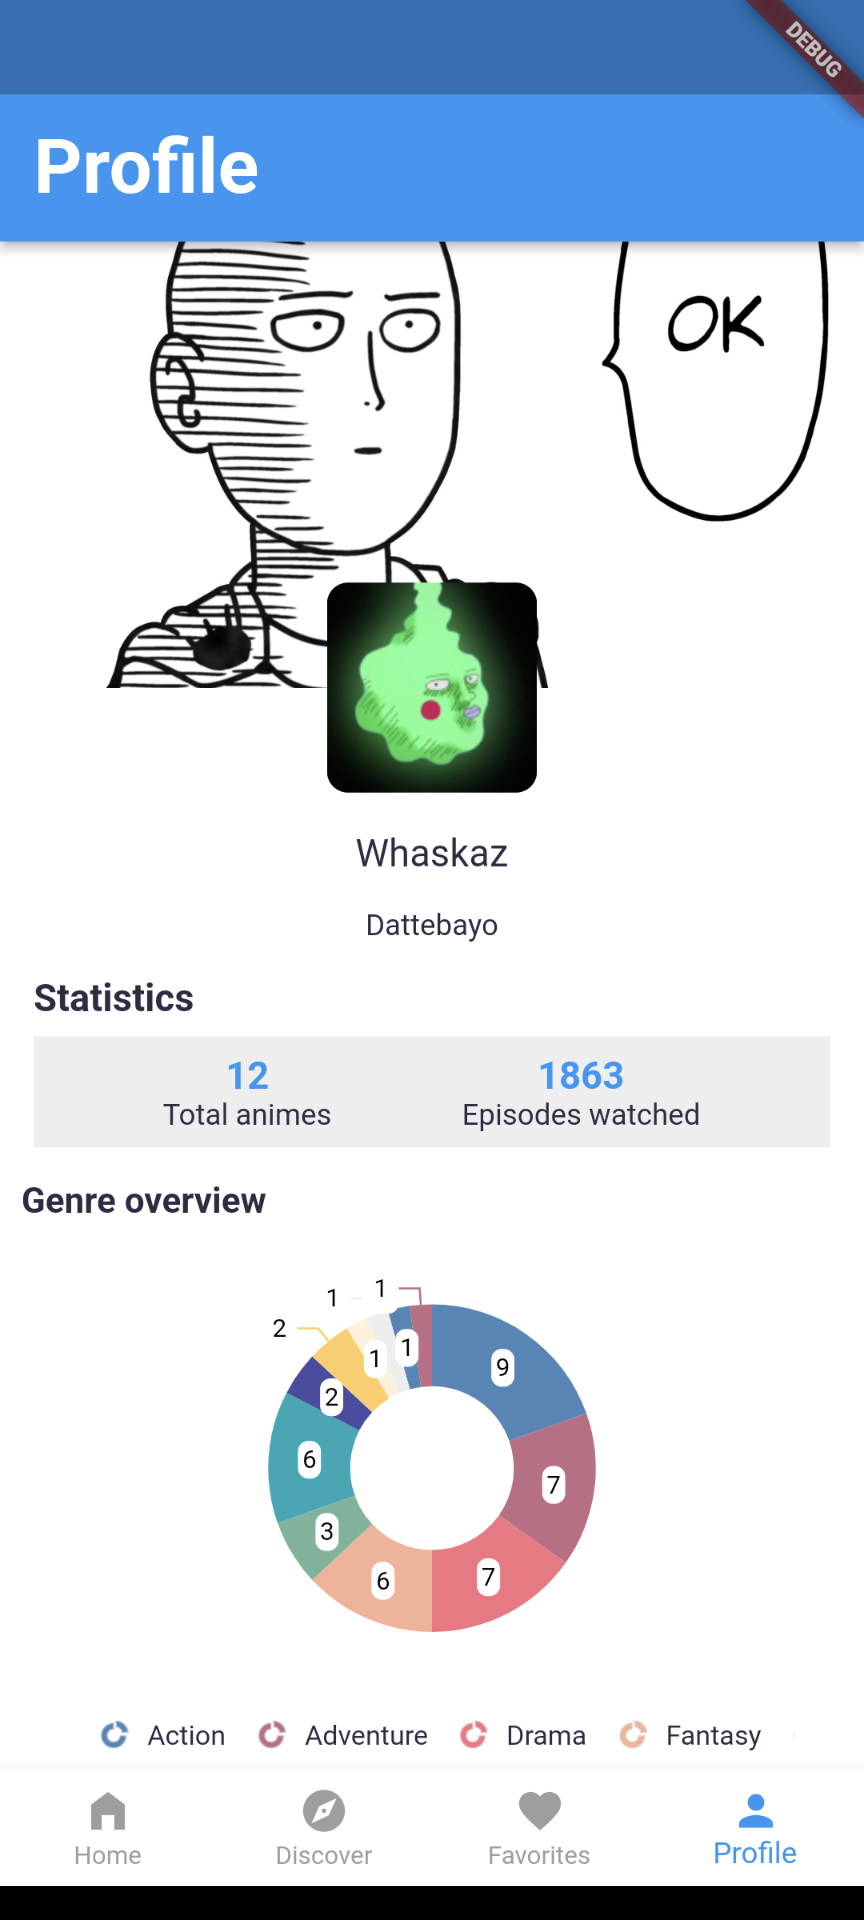 DEBUG
Profile
OK
Whaskaz
Dattebayo
Statistics
12 1863
Total animes Episodes watched
Genre overview
1 1
2
1 1 9
2
6 7
3
6 7
Action Adventure Drama Fantasy
Home Discover Favorites Profile